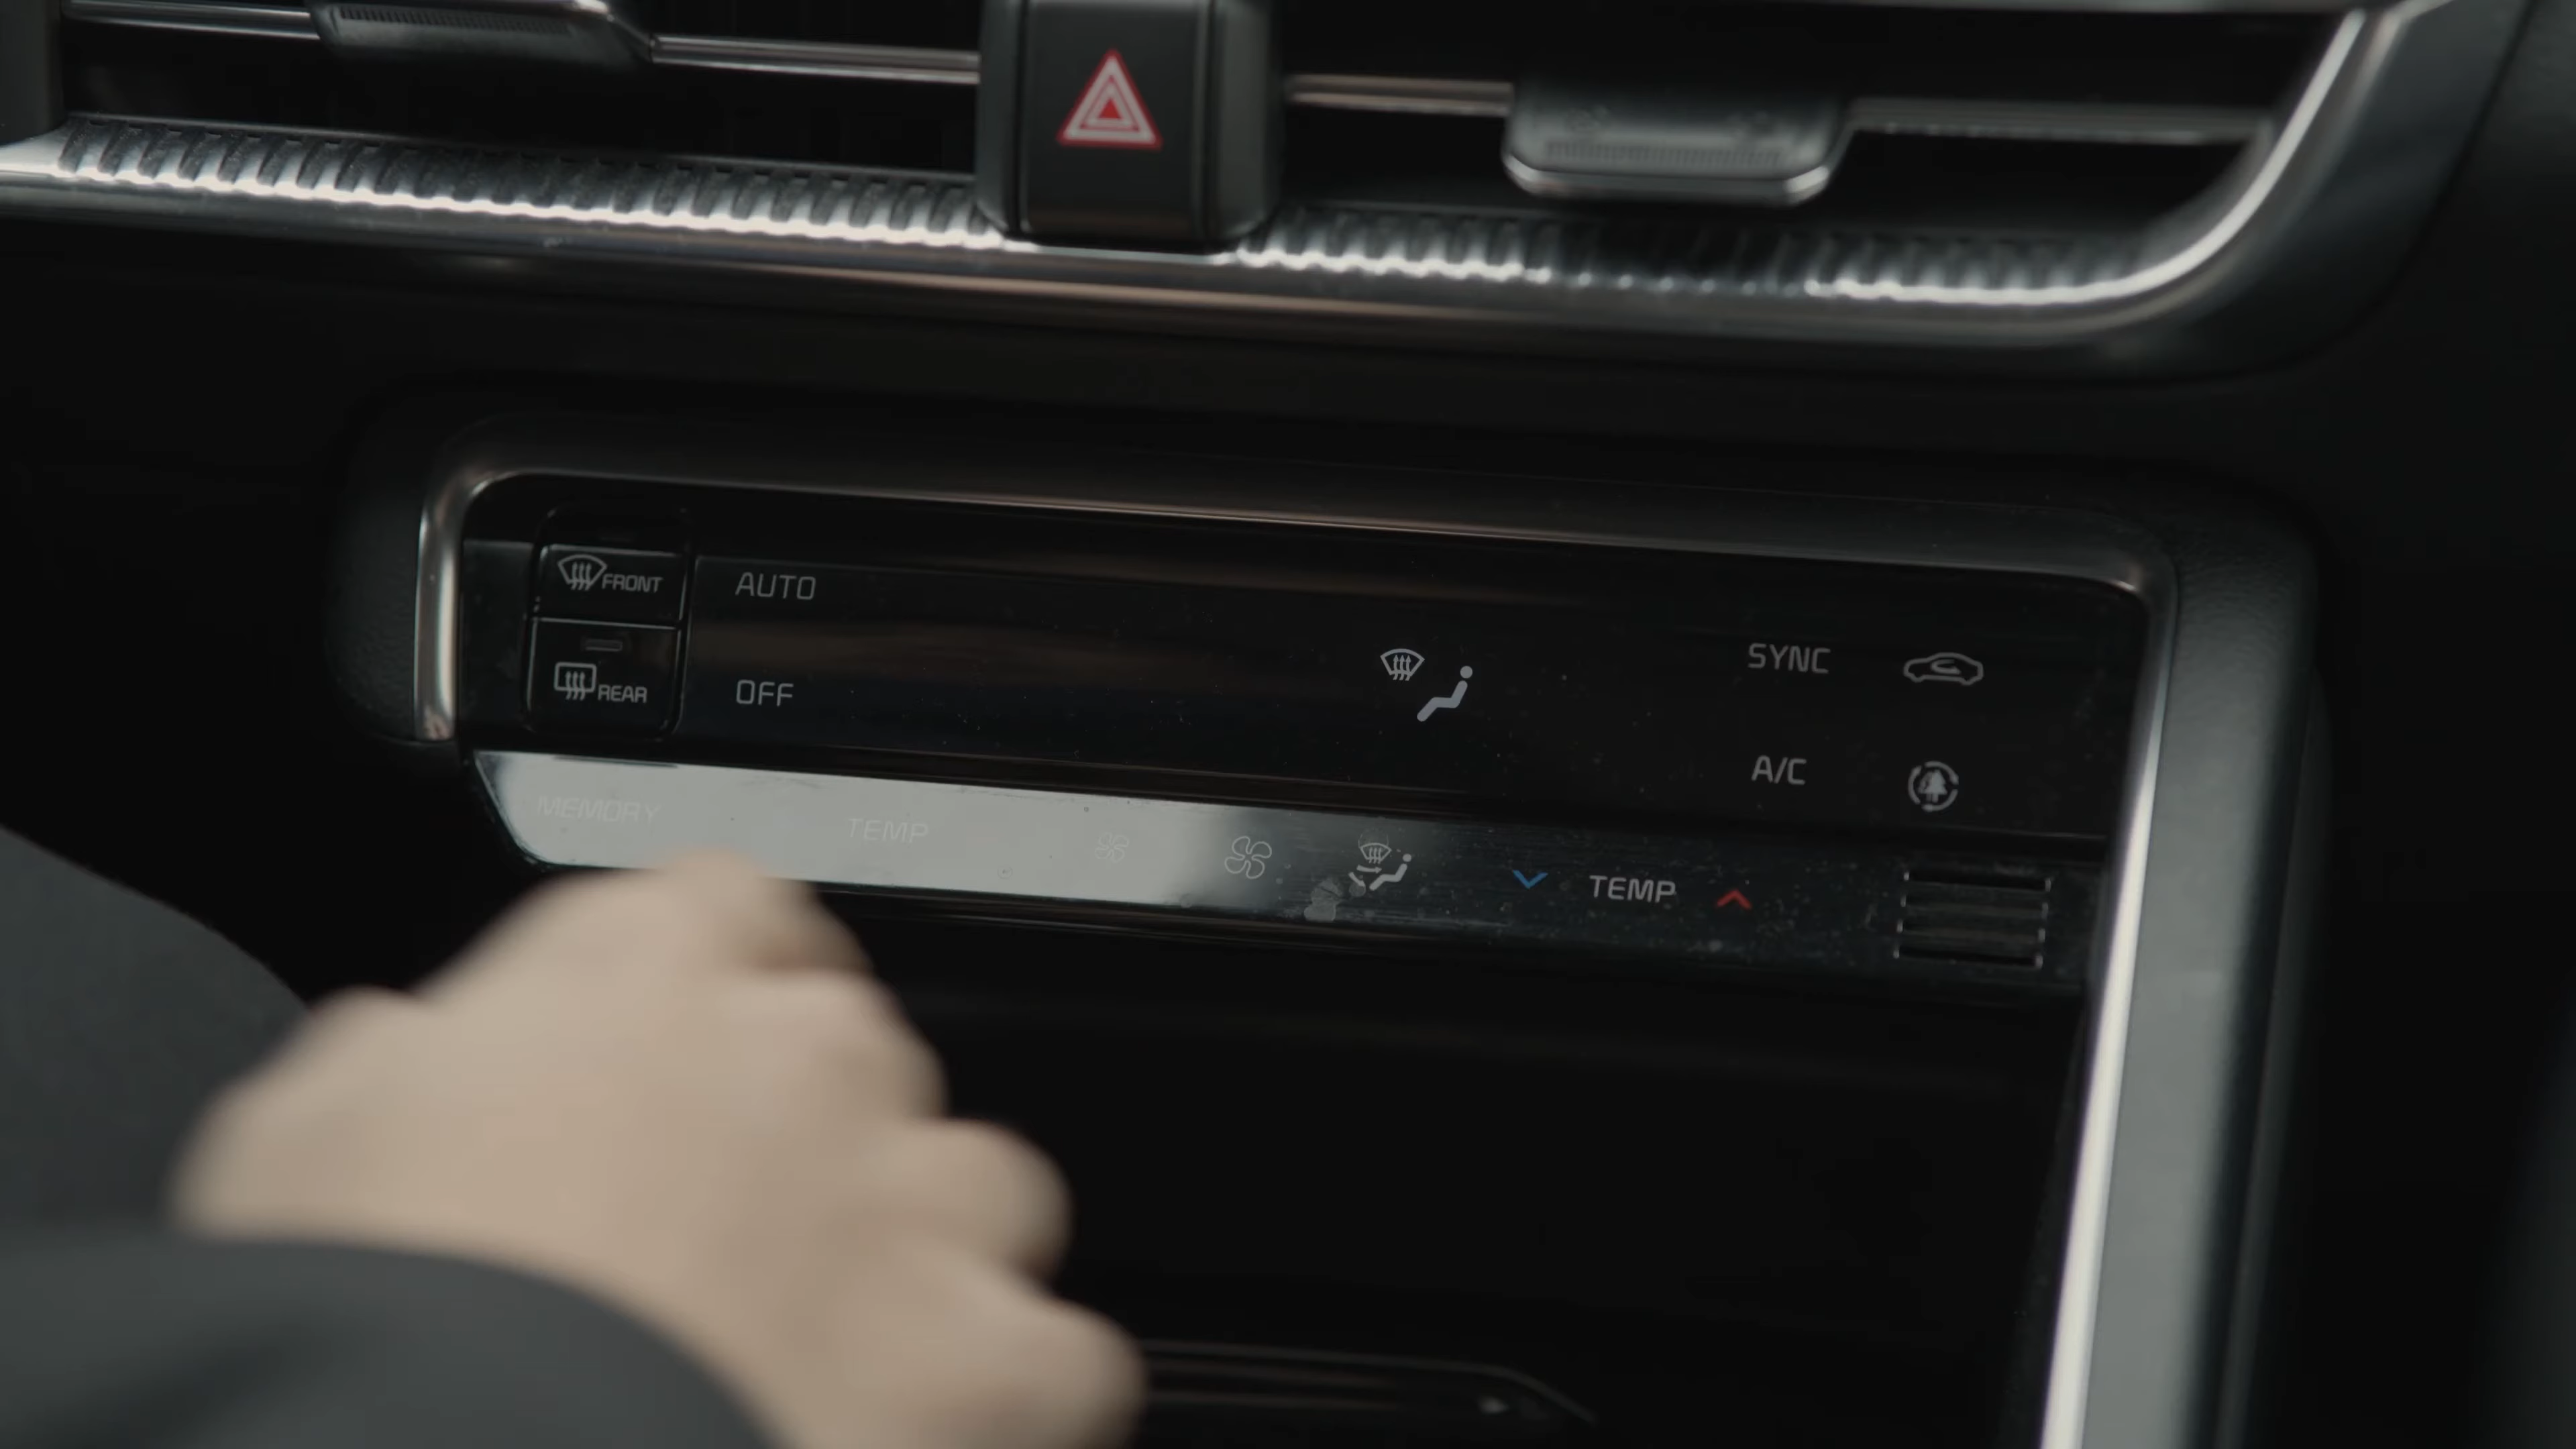 FRONT
AUTO
REAR
OFF
SYNC
A/C
MEMORY
TEMP
TEMP